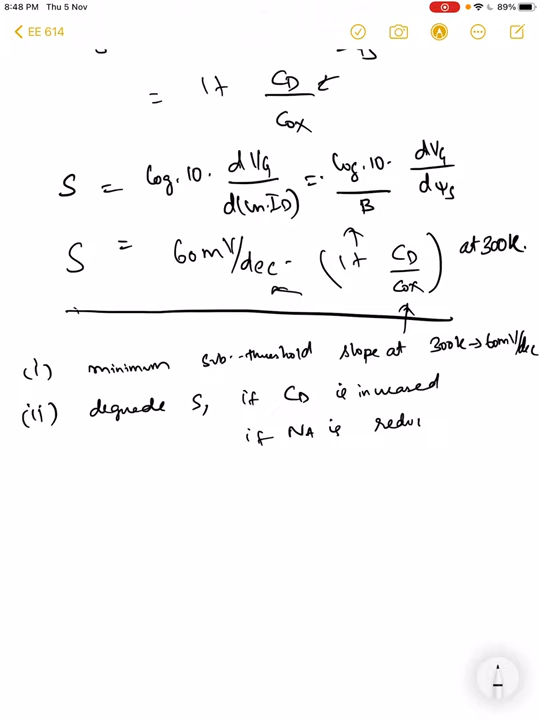 8:48 PM Thu 5 Nov 89%
< EE 614
= 1 + CD / Cox
S = log.10. dVG / d(ln.ID) = log.10. / B dVG / dψs
S = 60mV/dec - (1 + CD / Cox) at 300k.
(i) minimum sub-threshold slope at 300k → 60mV/dec
(ii) degrade S, if CD is increased
if NA is redu